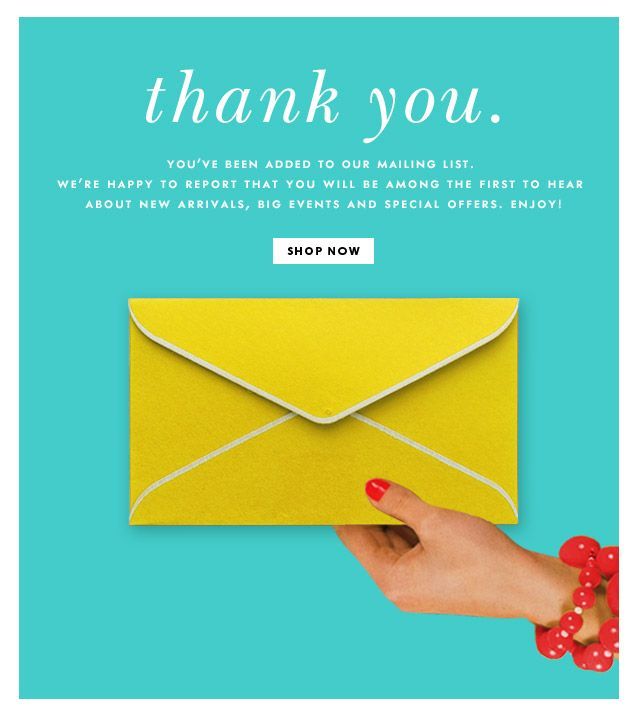 thank you.
YOU'VE BEEN ADDED TO OUR MAILING LIST.
WE'RE HAPPY TO REPORT THAT YOU WILL BE AMONG THE FIRST TO HEAR
ABOUT NEW ARRIVALS, BIG EVENTS AND SPECIAL OFFERS. ENJOY!
SHOP NOW